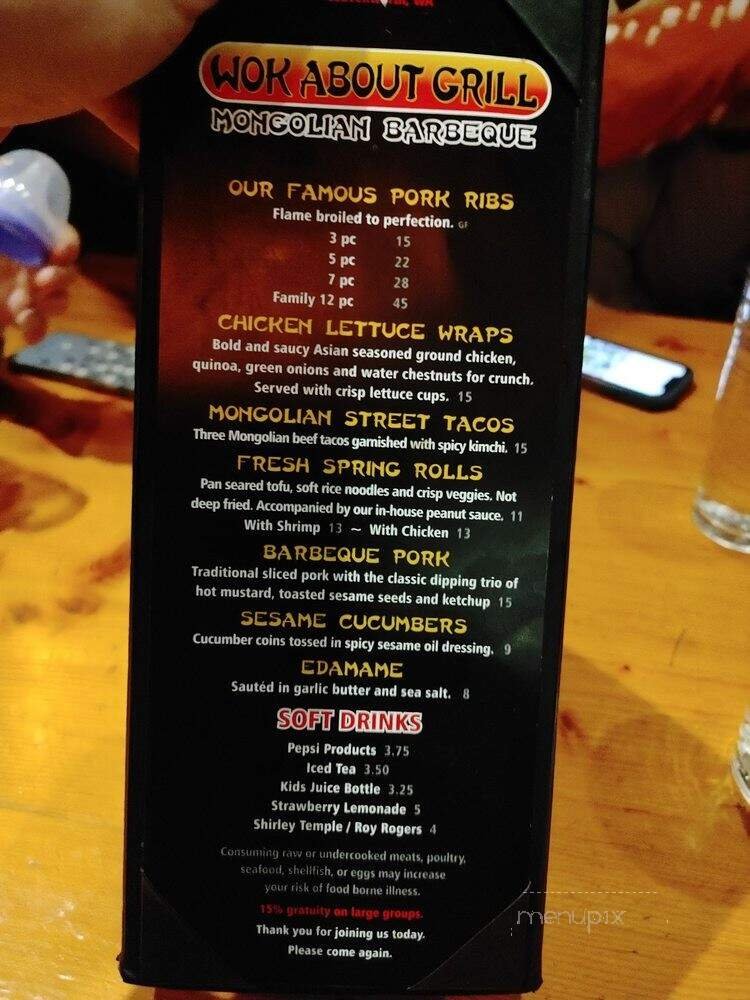 WA
WOK ABOUT GRILL
MONGOLIAN BARBEQUE
OUR FAMOUS PORK RIBS
Flame broiled to perfection. GF
3 pc 15
5 pc 22
7 pc 28
Family 12 pc 45
CHICKEN LETTUCE WRAPS
Bold and saucy Asian seasoned ground chicken,
quinoa, green onions and water chestnuts for crunch.
Served with crisp lettuce cups. 15
MONGOLIAN STREET TACOS
Three Mongolian beef tacos garnished with spicy kimchi. 15
FRESH SPRING ROLLS
Pan seared tofu, soft rice noodles and crisp veggies. Not
deep fried. Accompanied by our in-house peanut sauce. 11
With Shrimp 13 ~ With Chicken 13
BARBEQUE PORK
Traditional sliced pork with the classic dipping trio of
hot mustard, toasted sesame seeds and ketchup 15
SESAME CUCUMBERS
Cucumber coins tossed in spicy sesame oil dressing. 9
EDAMAME
Sautéd in garlic butter and sea salt. 8
SOFT DRINKS
Pepsi Products 3.75
Iced Tea 3.50
Kids Juice Bottle 3.25
Strawberry Lemonade 5
Shirley Temple / Roy Rogers 4
Consuming raw or undercooked meats, poultry,
seafood, shellfish, or eggs may increase
your risk of food borne illness.
15% gratuity on large groups.
Thank you for joining us today.
Please come again.
menupix